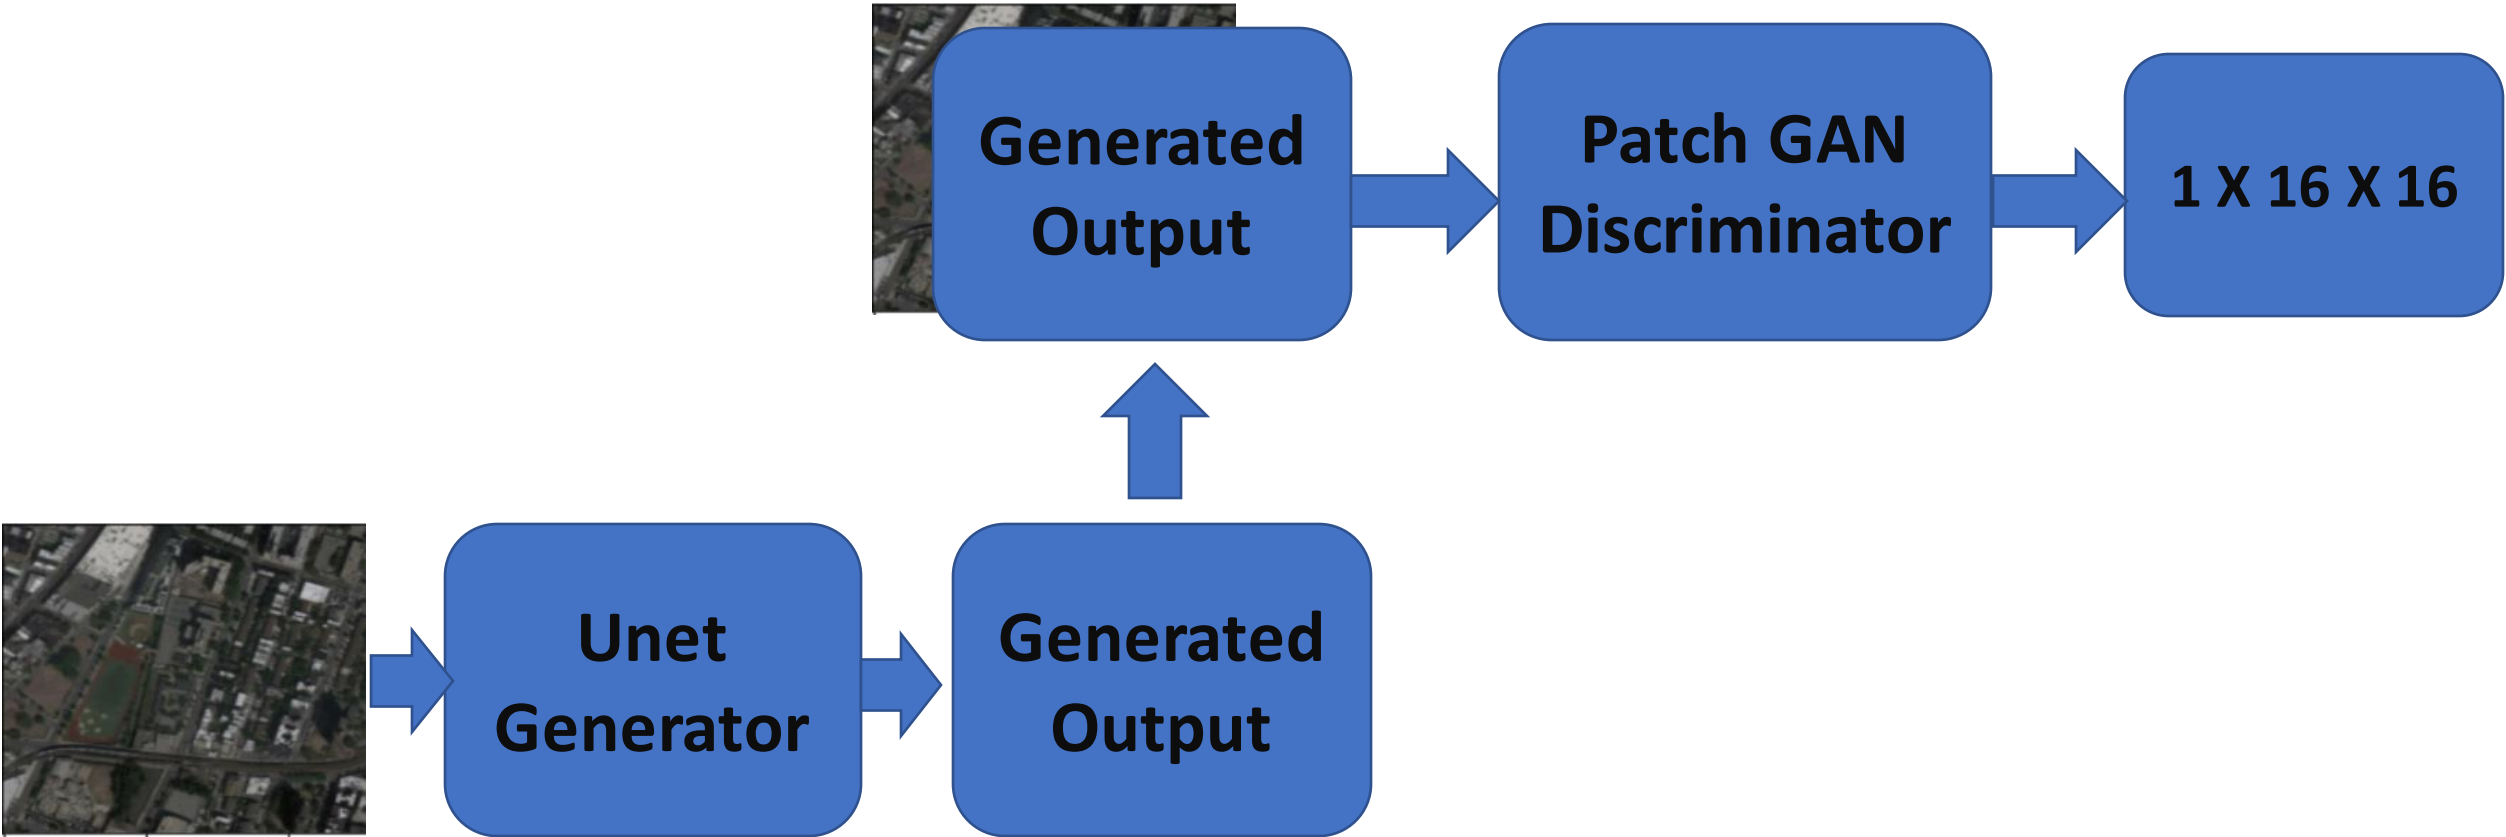 Generated
Output
Patch GAN
Discriminator
1 X 16 X 16
Unet
Generator
Generated
Output